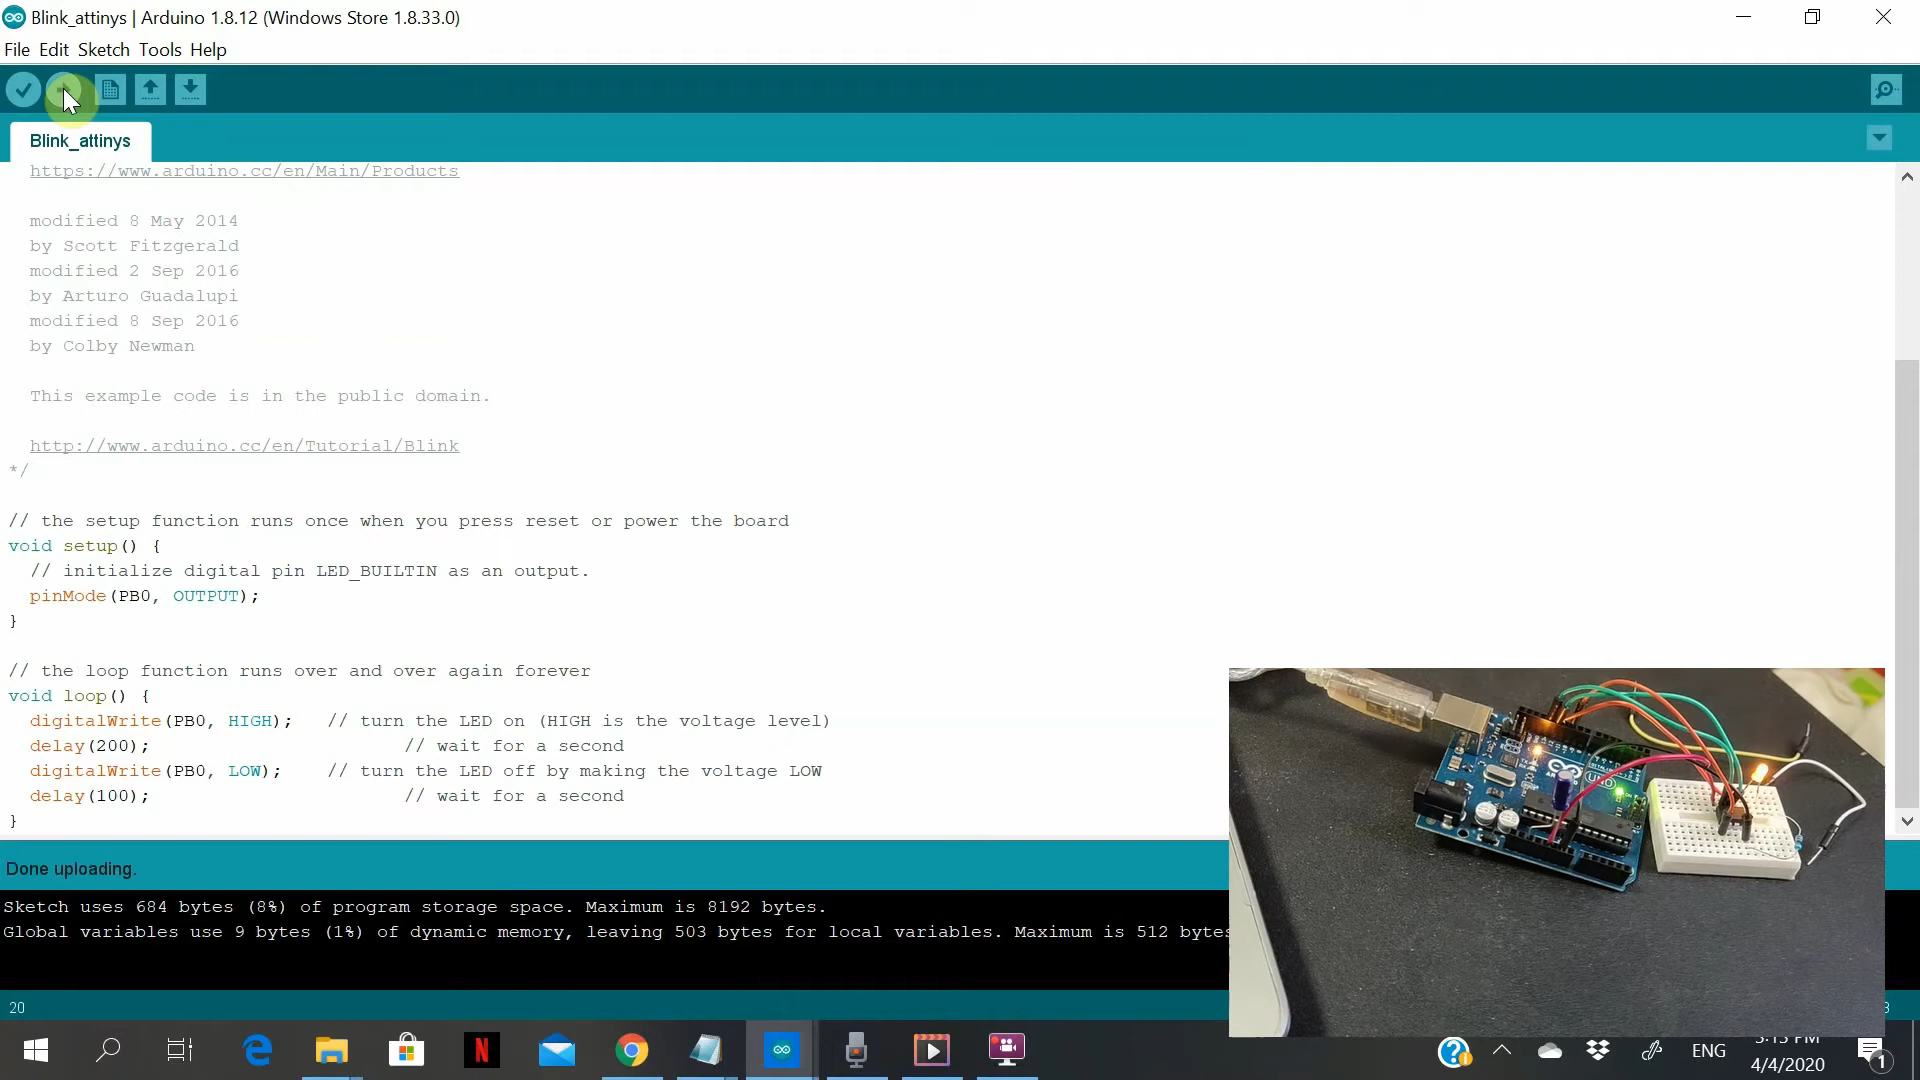 Blink_attinys | Arduino 1.8.12 (Windows Store 1.8.33.0)
File Edit Sketch Tools Help
Blink_attinys
https://www.arduino.cc/en/Main/Products
modified 8 May 2014
by Scott Fitzgerald
modified 2 Sep 2016
by Arturo Guadalupi
modified 8 Sep 2016
by Colby Newman
This example code is in the public domain.
http://www.arduino.cc/en/Tutorial/Blink
*/
// the setup function runs once when you press reset or power the board
void setup() {
// initialize digital pin LED_BUILTIN as an output.
pinMode(PB0, OUTPUT);
}
// the loop function runs over and over again forever
void loop() {
digitalWrite(PB0, HIGH); // turn the LED on (HIGH is the voltage level)
delay(200); // wait for a second
digitalWrite(PB0, LOW); // turn the LED off by making the voltage LOW
delay(100); // wait for a second
}
UNO
Done uploading.
Sketch uses 684 bytes (8%) of program storage space. Maximum is 8192 bytes.
Global variables use 9 bytes (1%) of dynamic memory, leaving 503 bytes for local variables. Maximum is 512 bytes
20
N
ENG
3:13 PM
4/4/2020
1